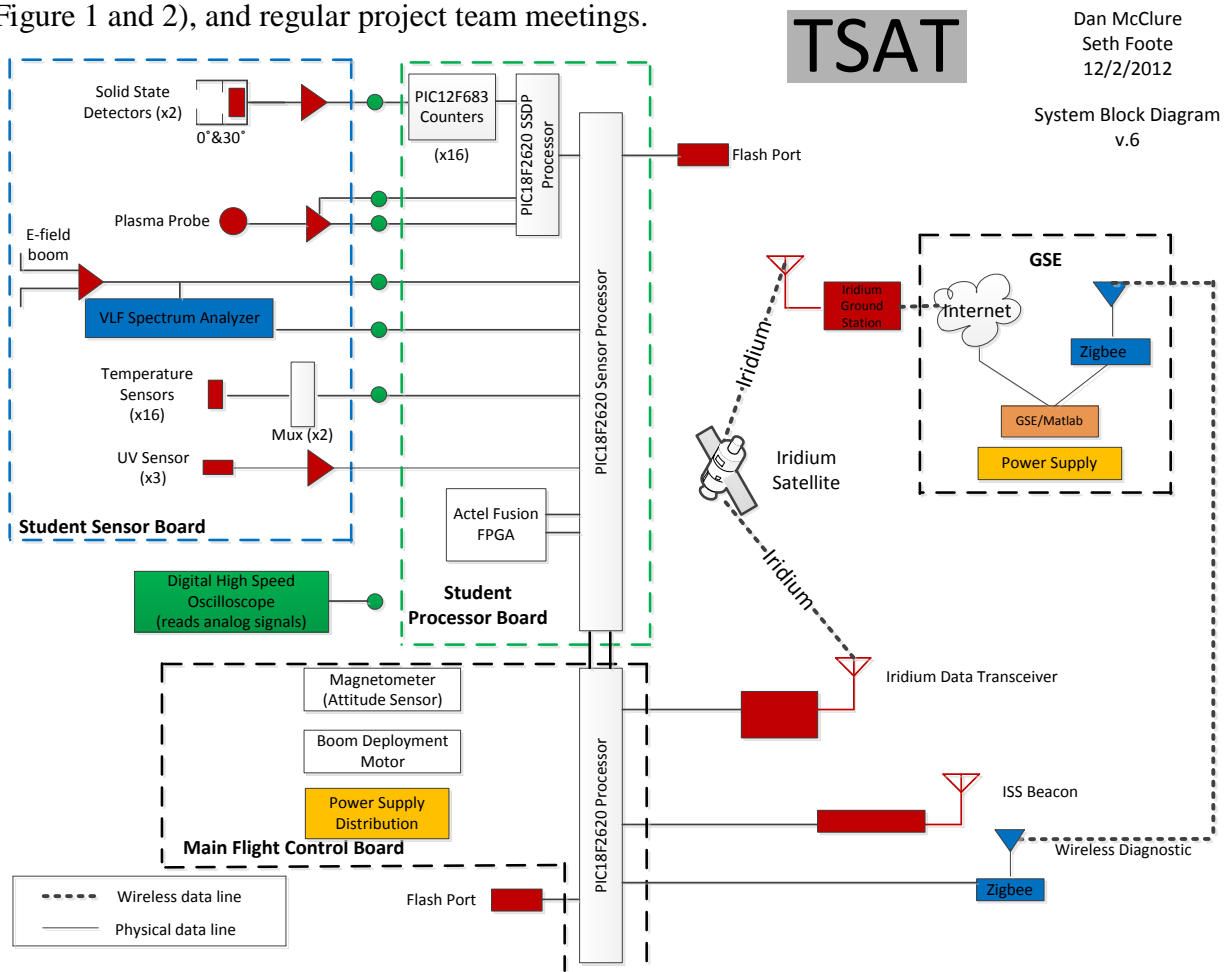 Figure 1 and 2), and regular project team meetings.
TSAT
Dan McClure
Seth Foote
12/2/2012
System Block Diagram
v.6
Solid State
Detectors (x2)
0˚&30˚
PIC12F683
Counters
(x16)
PIC18F2620 SSDP
Processor
PIC18F2620 Sensor Processor
Flash Port
Plasma Probe
E-field
boom
VLF Spectrum Analyzer
Temperature
Sensors
(x16)
Mux (x2)
UV Sensor
(x3)
Student Sensor Board
Actel Fusion
FPGA
Student
Processor Board
Digital High Speed
Oscilloscope
(reads analog signals)
GSE
Iridium
Ground
Station
Internet
Zigbee
GSE/Matlab
Power Supply
Iridium
Iridium
Satellite
Iridium
Magnetometer
(Attitude Sensor)
Boom Deployment
Motor
Power Supply
Distribution
Main Flight Control Board
PIC18F2620 Processor
Iridium Data Transceiver
ISS Beacon
Wireless Diagnostic
Zigbee
Flash Port
Wireless data line
Physical data line